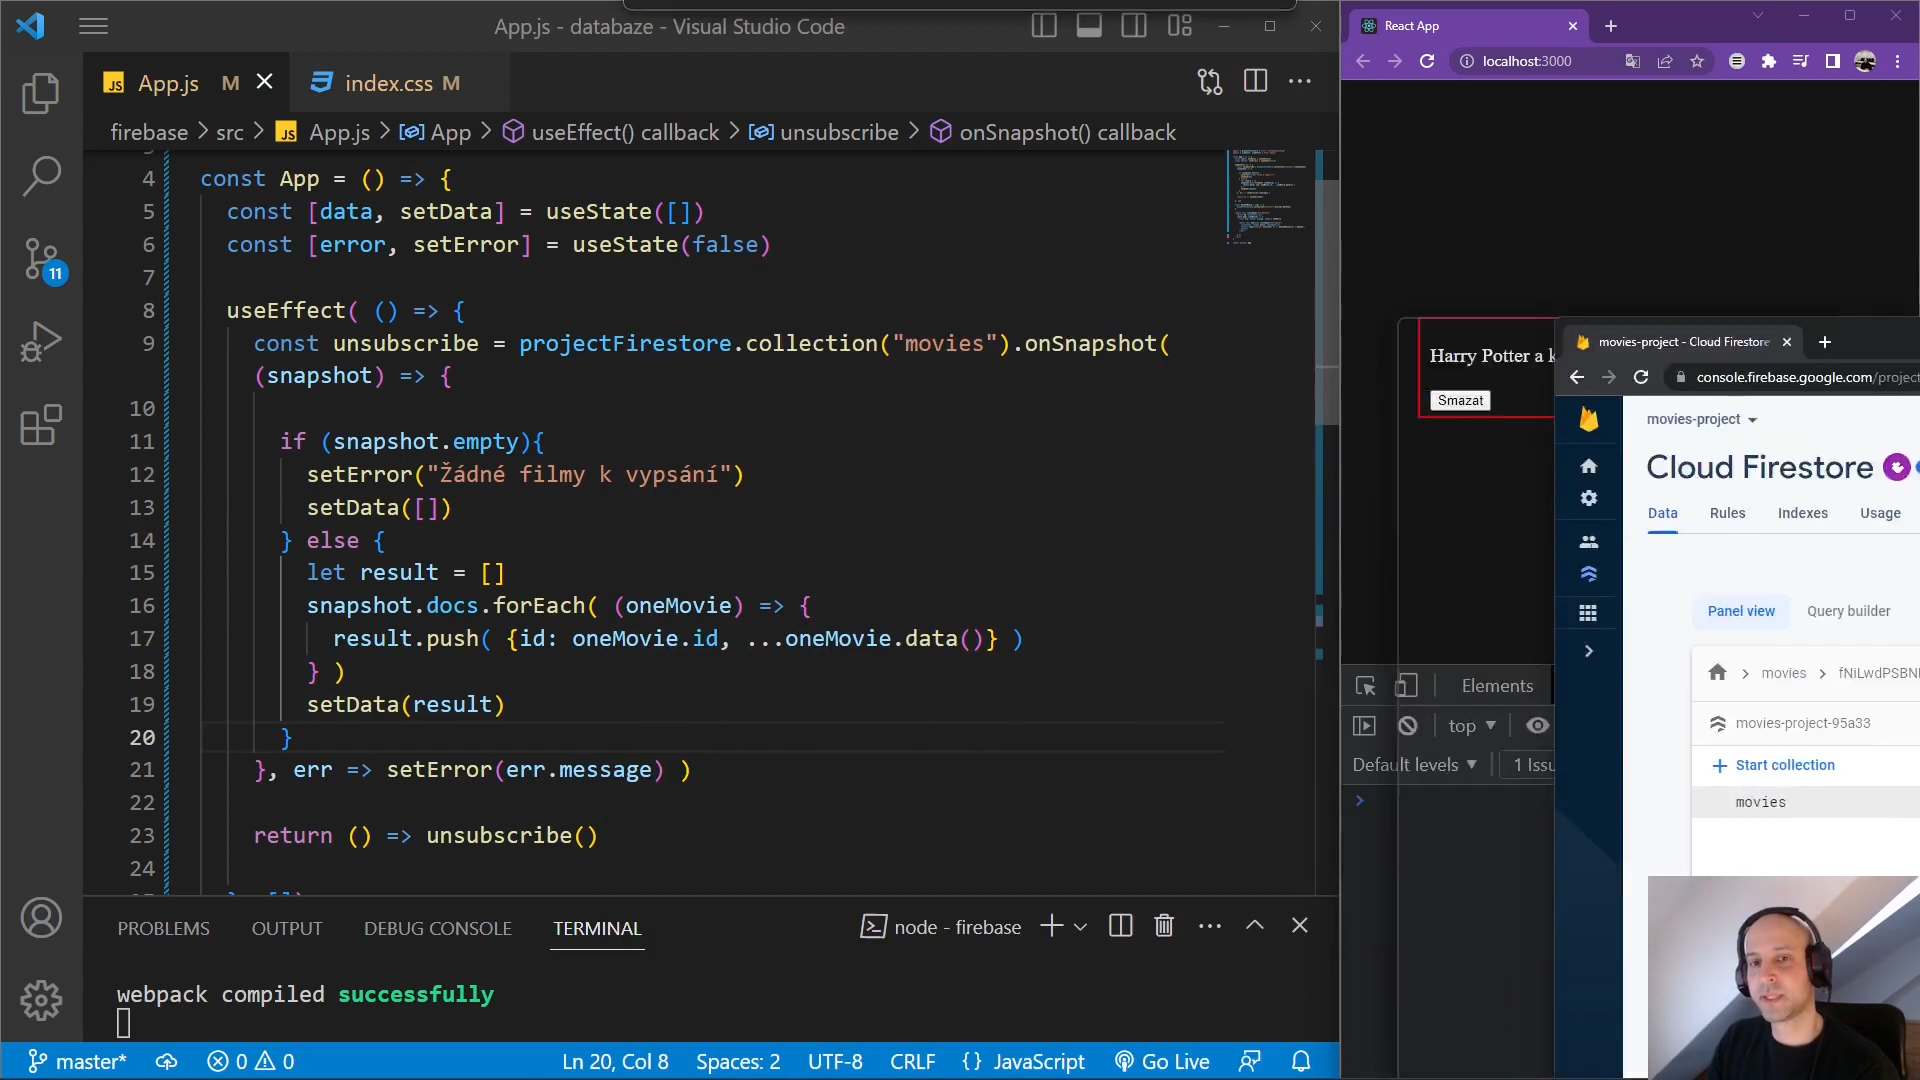 App.js - databaze - Visual Studio Code
App.js M
index.css M
firebase > src > App.js > App > useEffect() callback > unsubscribe > onSnapshot() callback
4 const App = () => {
5 const [data, setData] = useState([])
6 const [error, setError] = useState(false)
7
8 useEffect( () => {
9 const unsubscribe = projectFirestore.collection("movies").onSnapshot(
(snapshot) => {
10
11 if (snapshot.empty){
12 setError("Žádné filmy k vypsání")
13 setData([])
14 } else {
15 let result = []
16 snapshot.docs.forEach( (oneMovie) => {
17 result.push( {id: oneMovie.id, ...oneMovie.data()} )
18 } )
19 setData(result)
20 }
21 }, err => setError(err.message) )
22
23 return () => unsubscribe()
24
11
PROBLEMS OUTPUT DEBUG CONSOLE TERMINAL
node - firebase
webpack compiled successfully
master* 0 0 Ln 20, Col 8 Spaces: 2 UTF-8 CRLF {} JavaScript Go Live
React App
localhost:3000
Harry Potter a k
Smazat
Elements
top
Default levels 1 Issu
movies-project - Cloud Firestore
console.firebase.google.com/project
movies-project
Cloud Firestore
Data Rules Indexes Usage
Panel view Query builder
movies > fNiLwdPSBN
movies-project-95a33
+ Start collection
movies